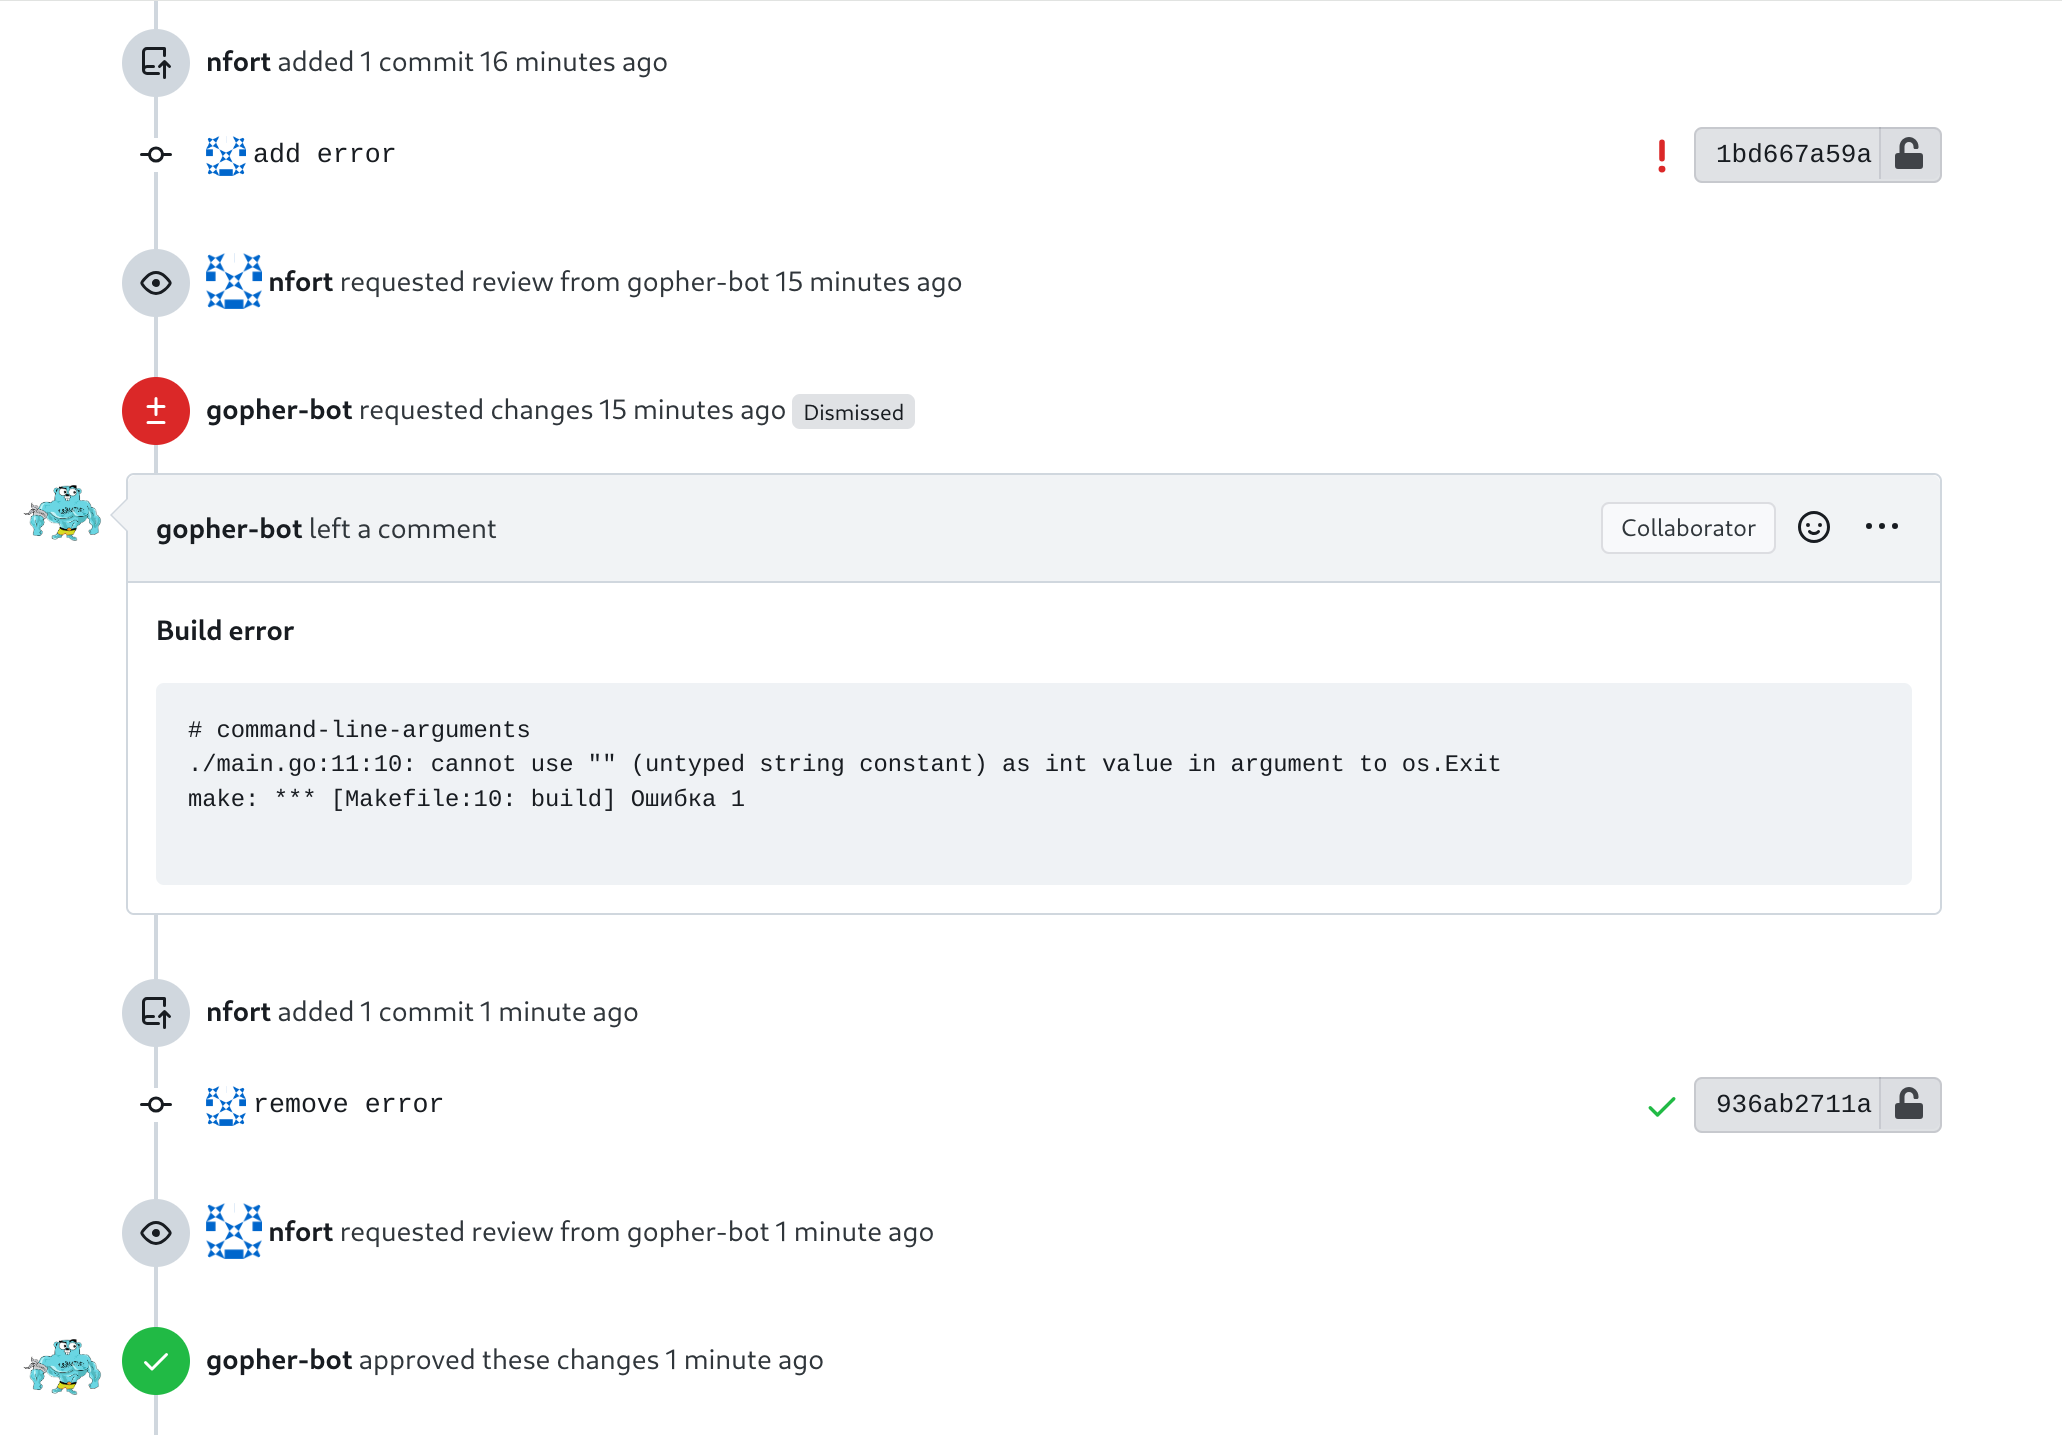 nfort added 1 commit 16 minutes ago
add error 1bd667a59a
nfort requested review from gopher-bot 15 minutes ago
gopher-bot requested changes 15 minutes ago Dismissed
gopher-bot left a comment Collaborator
Build error
# command-line-arguments
./main.go:11:10: cannot use "" (untyped string constant) as int value in argument to os.Exit
make: *** [Makefile:10: build] Ошибка 1
nfort added 1 commit 1 minute ago
remove error 936ab2711a
nfort requested review from gopher-bot 1 minute ago
gopher-bot approved these changes 1 minute ago